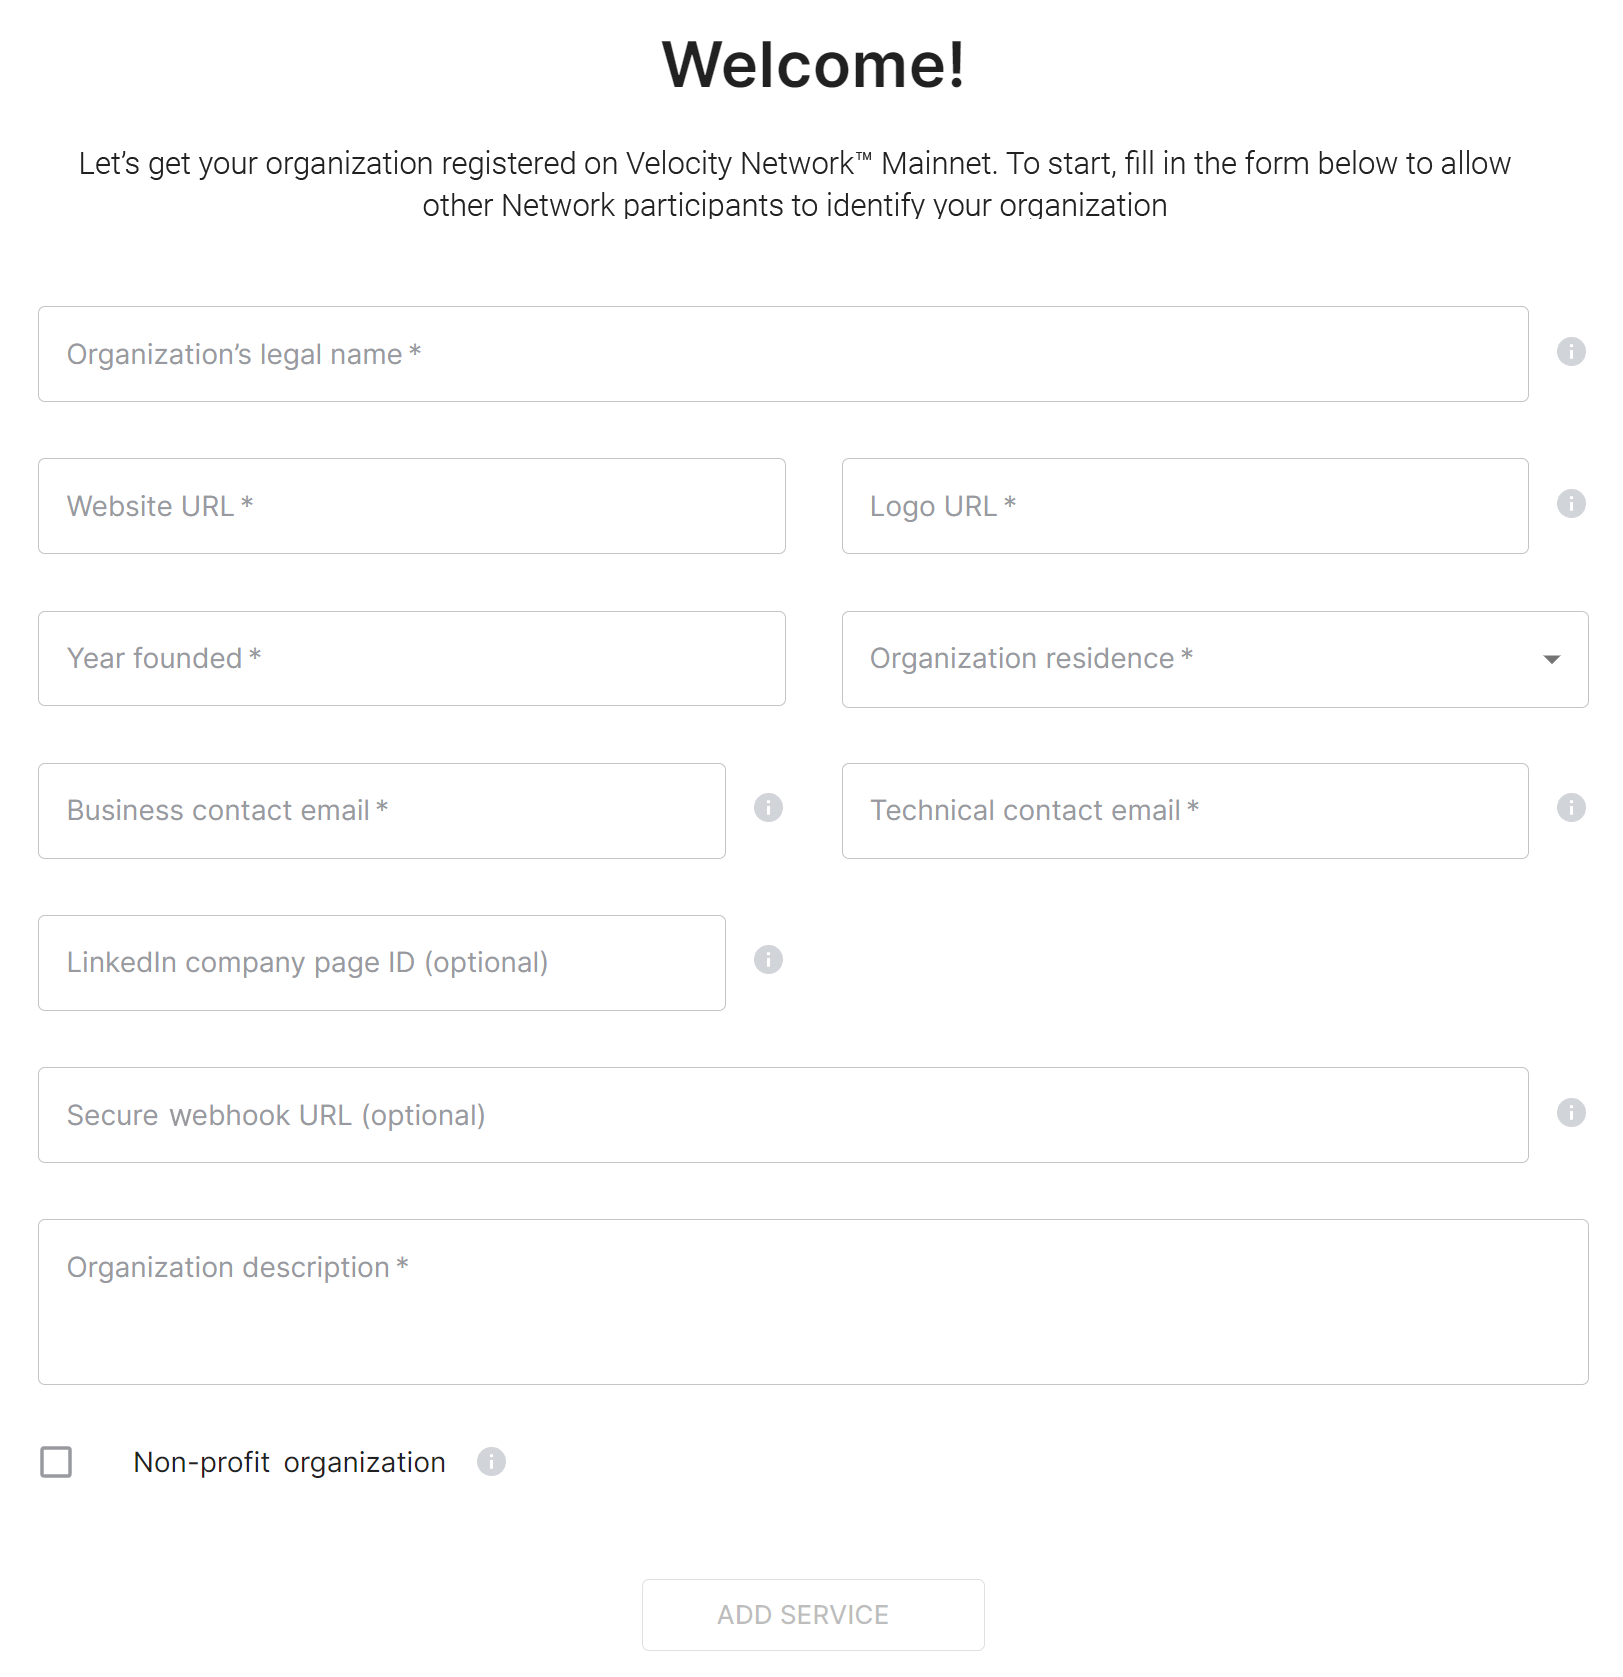 Welcome!
Let’s get your organization registered on Velocity Network™ Mainnet. To start, fill in the form below to allow
other Network participants to identify your organization
Organization’s legal name *
Website URL *
Logo URL *
Year founded *
Organization residence *
Business contact email *
Technical contact email *
LinkedIn company page ID (optional)
Secure webhook URL (optional)
Organization description *
Non-profit organization
ADD SERVICE